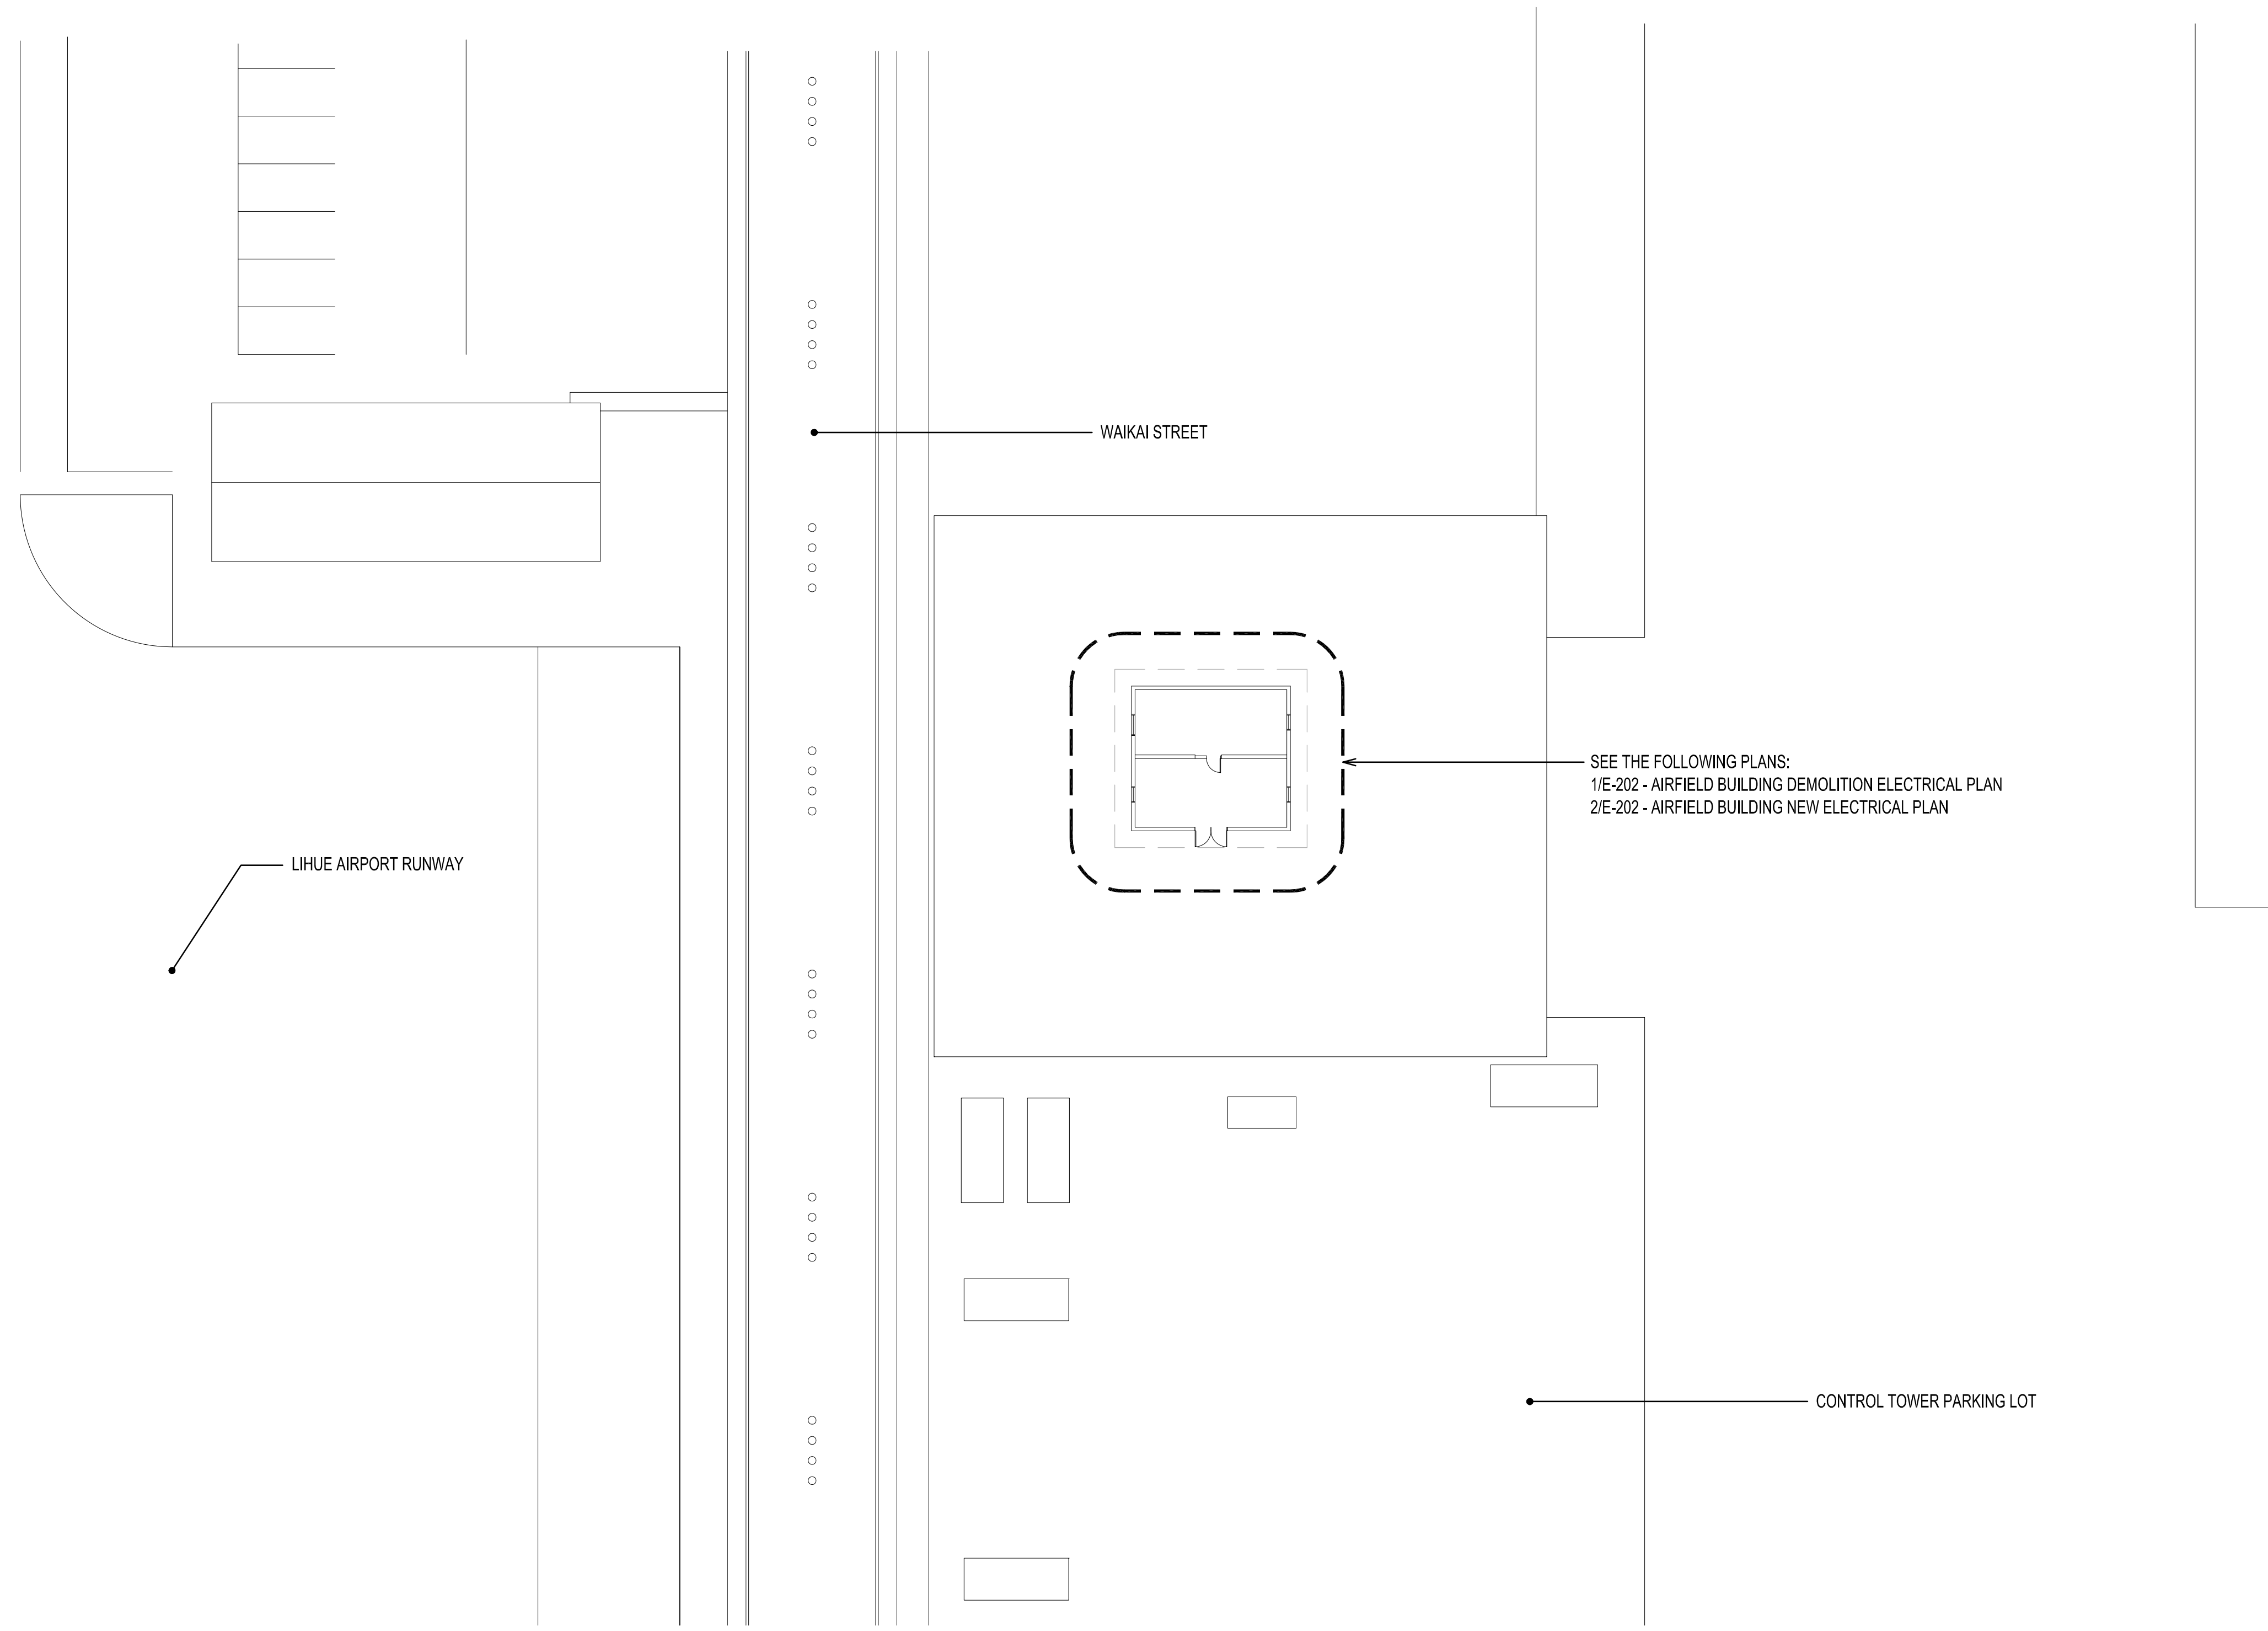 WAIKAI STREET
SEE THE FOLLOWING PLANS:
1/E-202 - AIRFIELD BUILDING DEMOLITION ELECTRICAL PLAN
2/E-202 - AIRFIELD BUILDING NEW ELECTRICAL PLAN
LIHUE AIRPORT RUNWAY
CONTROL TOWER PARKING LOT